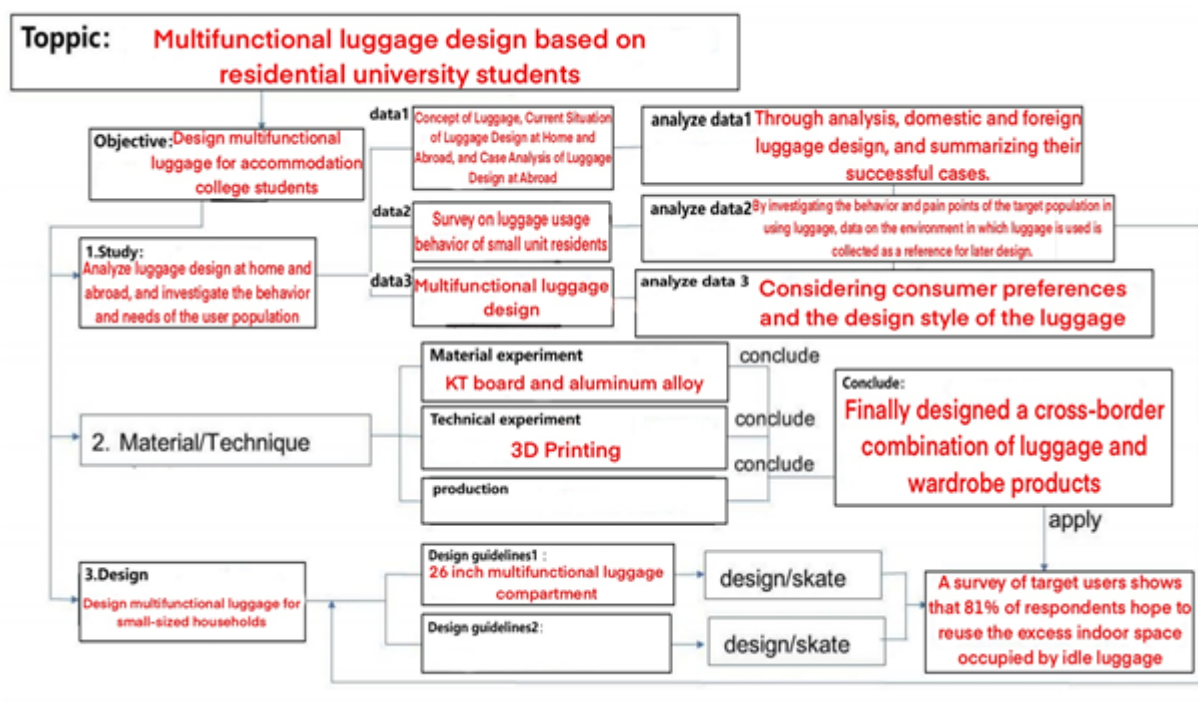 Toppic: Multifunctional luggage design based on
residential university students
Objective: Design multifunctional
luggage for accommodation
college students
data1
Concept of Luggage, Current Situation
of Luggage Design at Home and
Abroad, and Case Analysis of Luggage
Design at Abroad
analyze data1 Through analysis, domestic and foreign
luggage design, and summarizing their
successful cases.
data2
Survey on luggage usage
behavior of small unit residents
analyze data2 By investigating the behavior and pain points of the target population in
using luggage, data on the environment in which luggage is used is
collected as a reference for later design.
1.Study:
Analyze luggage design at home and
abroad, and investigate the behavior
and needs of the user population
data3
Multifunctional luggage
design
analyze data 3 Considering consumer preferences
and the design style of the luggage
2. Material/Technique
Material experiment
KT board and aluminum alloy
conclude
Technical experiment
3D Printing
conclude
production
conclude
Conclude:
Finally designed a cross-border
combination of luggage and
wardrobe products
apply
3.Design
Design multifunctional luggage for
small-sized households
Design guidelines1 :
26 inch multifunctional luggage
compartment
design/skate
Design guidelines2:
design/skate
A survey of target users shows
that 81% of respondents hope to
reuse the excess indoor space
occupied by idle luggage